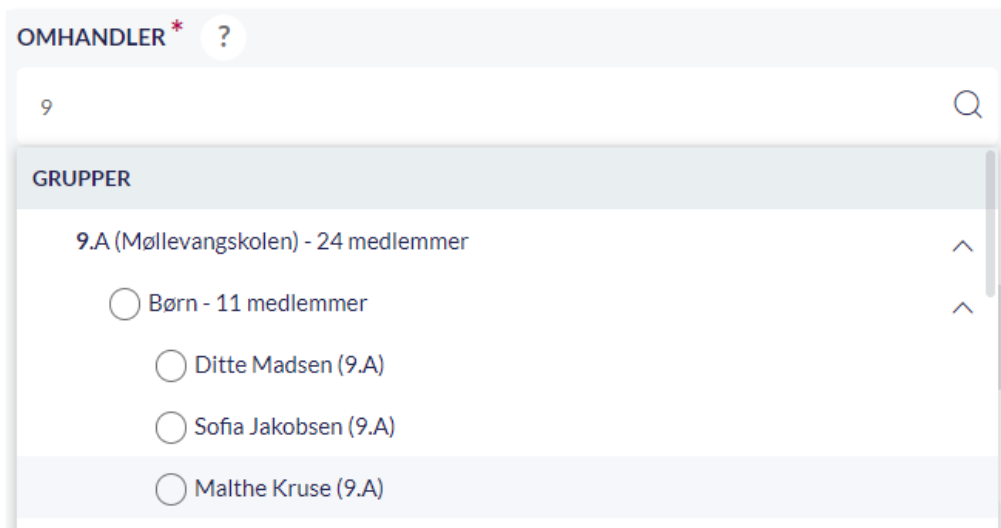 OMHANDLER* ?
9
GRUPPER
9.A (Møllevangskolen) - 24 medlemmer
Børn - 11 medlemmer
Ditte Madsen (9.A)
Sofia Jakobsen (9.A)
Malthe Kruse (9.A)